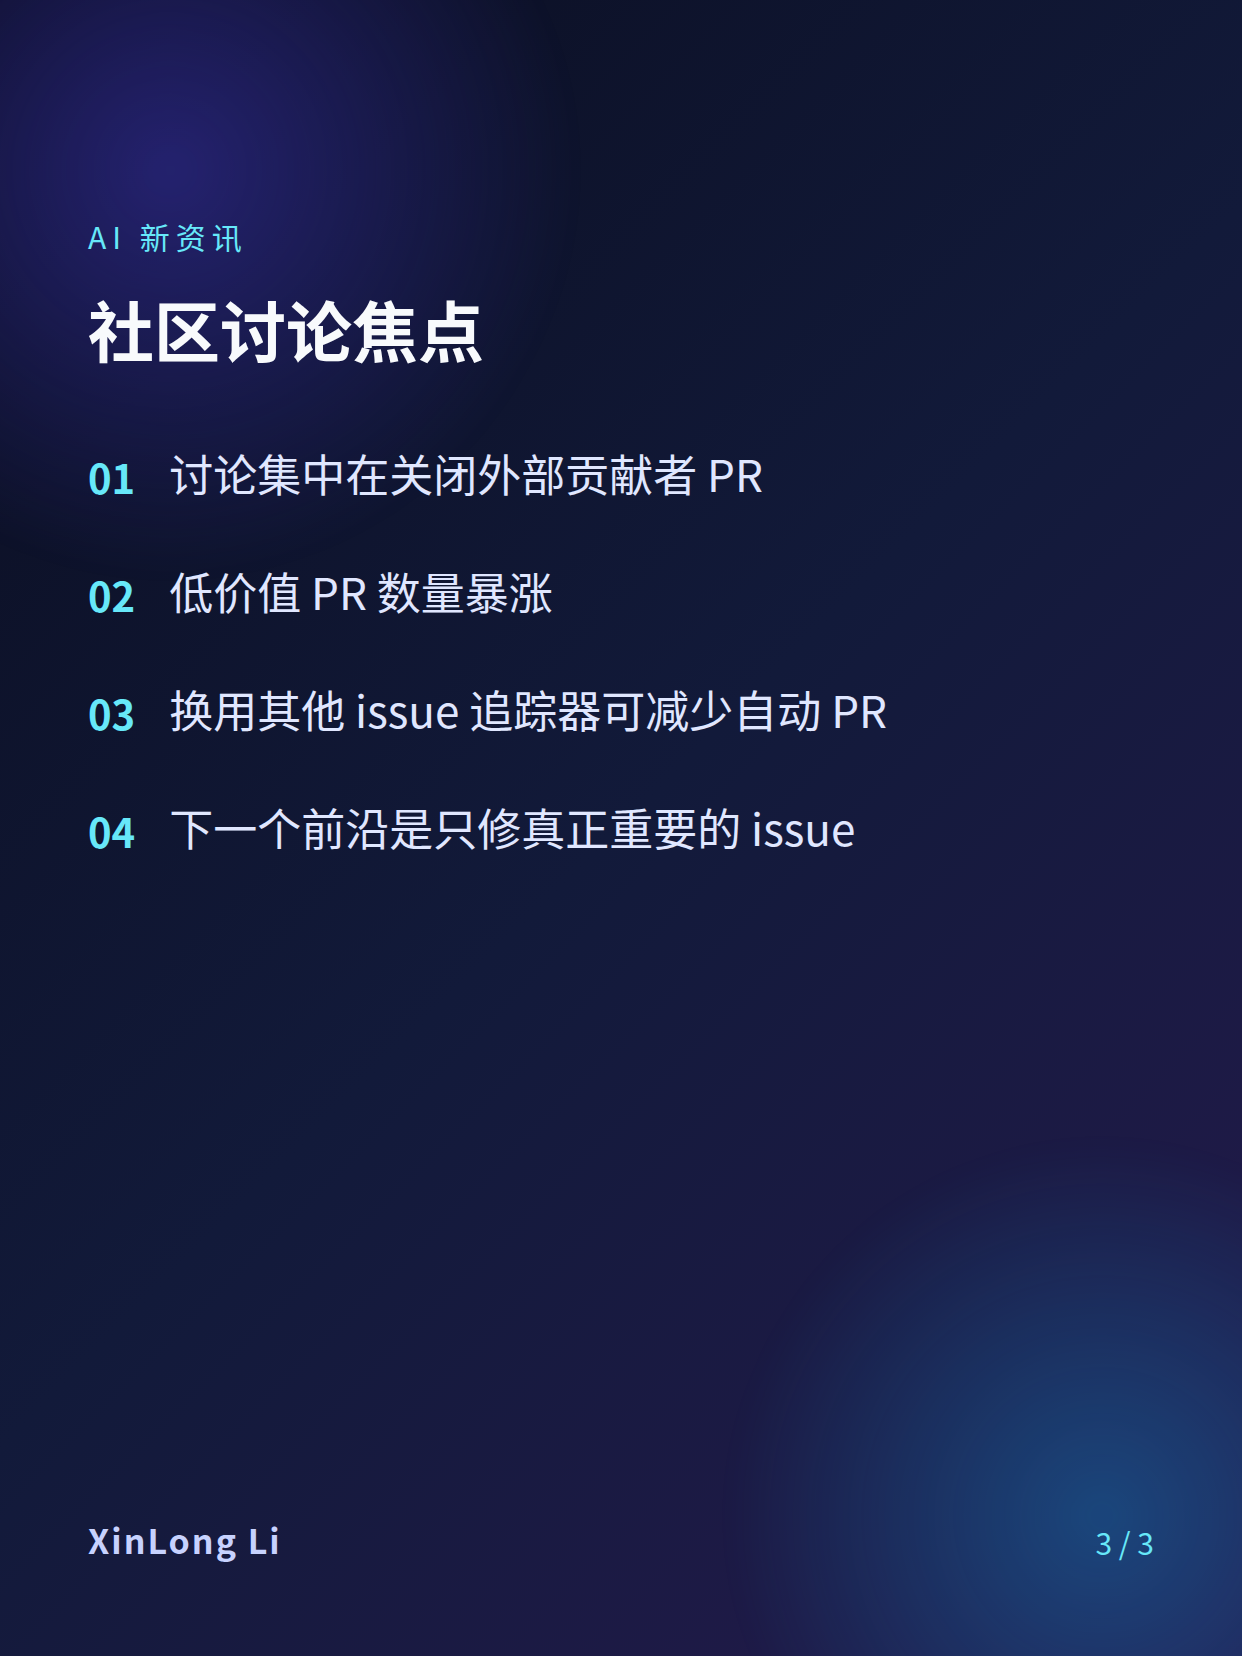 AI 新资讯
社区讨论焦点
01 讨论集中在关闭外部贡献者 PR
02 低价值 PR 数量暴涨
03 换用其他 issue 追踪器可减少自动 PR
04 下一个前沿是只修真正重要的 issue
XinLong Li
3 / 3